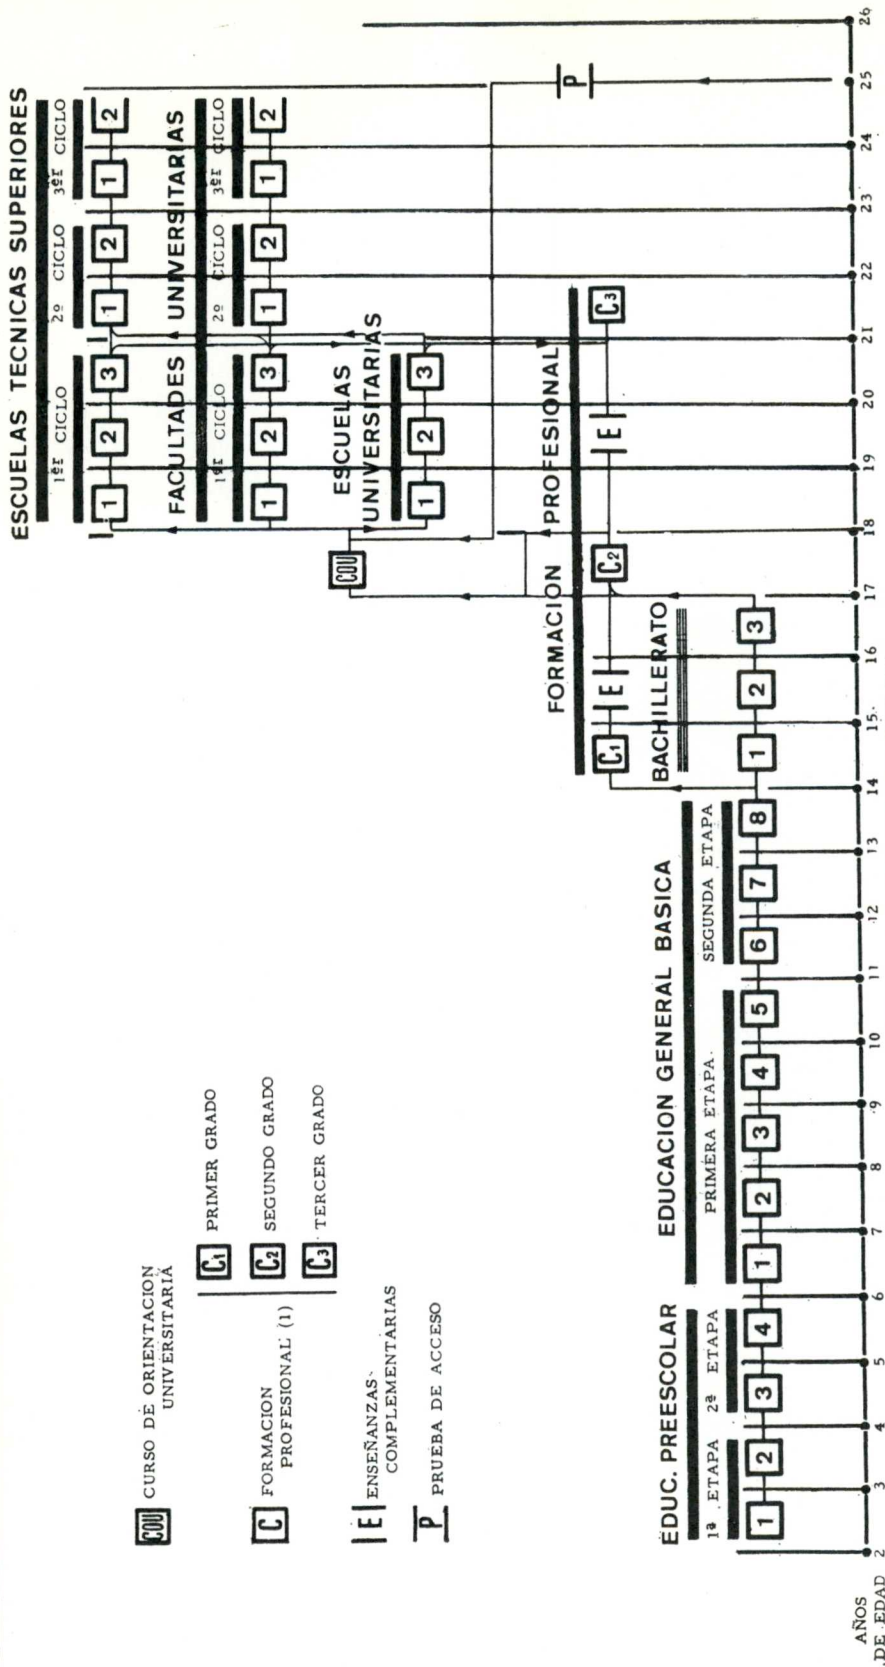 ESCUELAS TECNICAS SUPERIORES
1er CICLO 2º CICLO 3er CICLO
1 2 3 1 2 1 2
FACULTADES UNIVERSITARIAS
1er CICLO 2º CICLO 3er CICLO
1 2 3 1 2 1 2
ESCUELAS
UNIVERSITARIAS
1 2 3
COU
P
FORMACION PROFESIONAL
C1 E C2 E C3
BACHILLERATO
1 2 3
COU CURSO DE ORIENTACION
UNIVERSITARIA
C FORMACION
PROFESIONAL (1)
C1 PRIMER GRADO
C2 SEGUNDO GRADO
C3 TERCER GRADO
E ENSEÑANZAS
COMPLEMENTARIAS
P PRUEBA DE ACCESO
EDUC. PREESCOLAR
1ª ETAPA 2ª ETAPA
1 2 3 4
EDUCACION GENERAL BASICA
PRIMERA ETAPA SEGUNDA ETAPA
1 2 3 4 5 6 7 8
AÑOS
DE EDAD 2 3 4 5 6 7 8 9 10 11 12 13 14 15 16 17 18 19 20 21 22 23 24 25 26